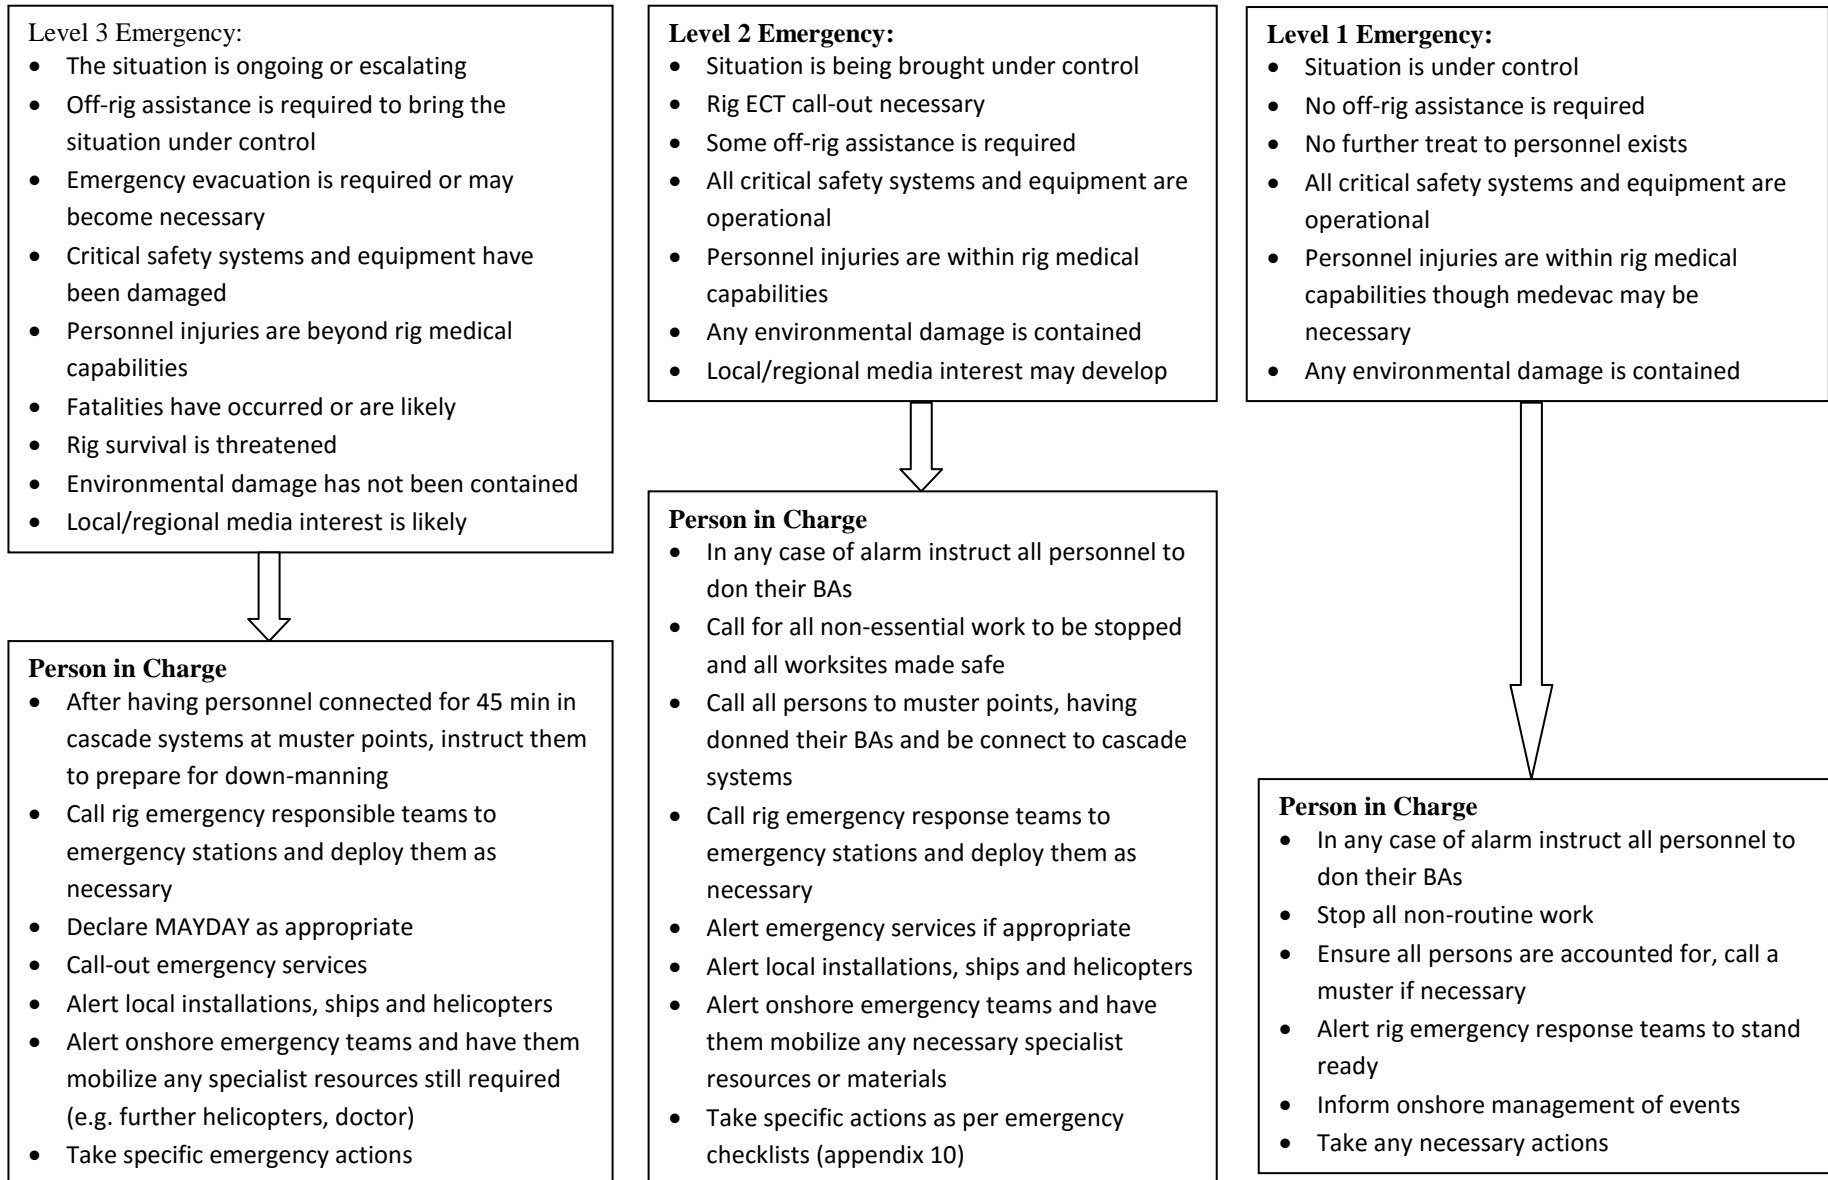 Level 3 Emergency:
• The situation is ongoing or escalating
• Off-rig assistance is required to bring the
situation under control
• Emergency evacuation is required or may
become necessary
• Critical safety systems and equipment have
been damaged
• Personnel injuries are beyond rig medical
capabilities
• Fatalities have occurred or are likely
• Rig survival is threatened
• Environmental damage has not been contained
• Local/regional media interest is likely
Person in Charge
• After having personnel connected for 45 min in
cascade systems at muster points, instruct them
to prepare for down-manning
• Call rig emergency responsible teams to
emergency stations and deploy them as
necessary
• Declare MAYDAY as appropriate
• Call-out emergency services
• Alert local installations, ships and helicopters
• Alert onshore emergency teams and have them
mobilize any specialist resources still required
(e.g. further helicopters, doctor)
• Take specific emergency actions
Level 2 Emergency:
• Situation is being brought under control
• Rig ECT call-out necessary
• Some off-rig assistance is required
• All critical safety systems and equipment are
operational
• Personnel injuries are within rig medical
capabilities
• Any environmental damage is contained
• Local/regional media interest may develop
Person in Charge
• In any case of alarm instruct all personnel to
don their BAs
• Call for all non-essential work to be stopped
and all worksites made safe
• Call all persons to muster points, having
donned their BAs and be connect to cascade
systems
• Call rig emergency response teams to
emergency stations and deploy them as
necessary
• Alert emergency services if appropriate
• Alert local installations, ships and helicopters
• Alert onshore emergency teams and have
them mobilize any necessary specialist
resources or materials
• Take specific actions as per emergency
checklists (appendix 10)
Level 1 Emergency:
• Situation is under control
• No off-rig assistance is required
• No further treat to personnel exists
• All critical safety systems and equipment are
operational
• Personnel injuries are within rig medical
capabilities though medevac may be
necessary
• Any environmental damage is contained
Person in Charge
• In any case of alarm instruct all personnel to
don their BAs
• Stop all non-routine work
• Ensure all persons are accounted for, call a
muster if necessary
• Alert rig emergency response teams to stand
ready
• Inform onshore management of events
• Take any necessary actions